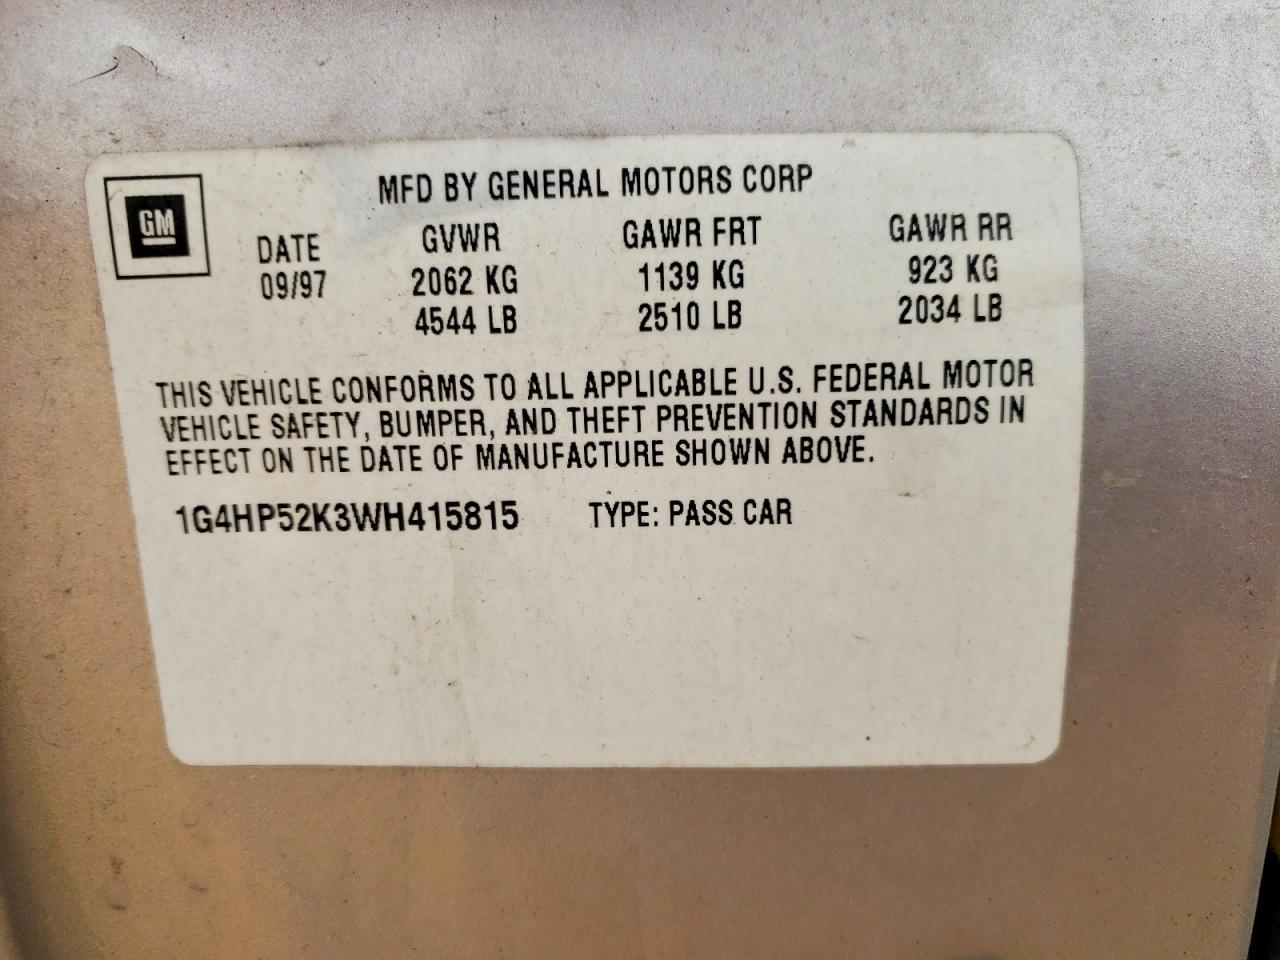 MFD BY GENERAL MOTORS CORP
GM
DATE GVWR GAWR FRT GAWR RR
09/97 2062 KG 1139 KG 923 KG
4544 LB 2510 LB 2034 LB
THIS VEHICLE CONFORMS TO ALL APPLICABLE U.S. FEDERAL MOTOR
VEHICLE SAFETY, BUMPER, AND THEFT PREVENTION STANDARDS IN
EFFECT ON THE DATE OF MANUFACTURE SHOWN ABOVE.
1G4HP52K3WH415815 TYPE: PASS CAR